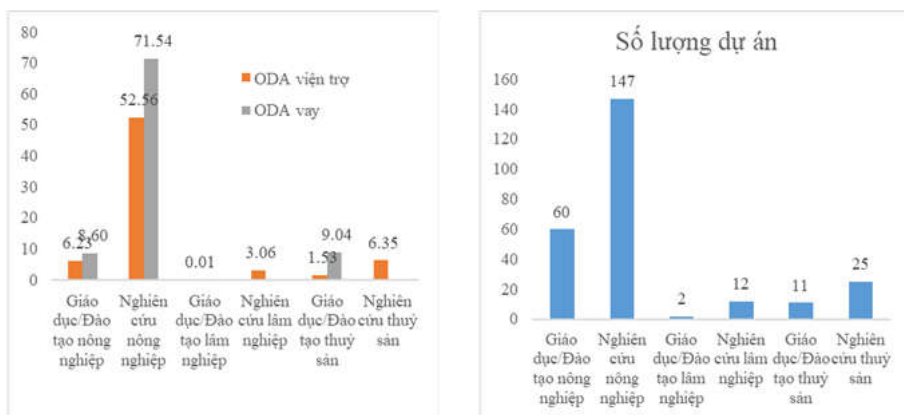 80
70
60
50
40
30
20
10
0
71.54
52.56
6.23
8.60
0.01
3.06
1.53
9.04
6.35
ODA viện trợ
ODA vay
Giáo dục/Đào tạo nông nghiệp
Nghiên cứu nông nghiệp
Giáo dục/Đào tạo lâm nghiệp
Nghiên cứu lâm nghiệp
Giáo dục/Đào tạo thuỷ sản
Nghiên cứu thuỷ sản
Số lượng dự án
160
140
120
100
80
60
40
20
0
60
147
2
12
11
25
Giáo dục/Đào tạo nông nghiệp
Nghiên cứu nông nghiệp
Giáo dục/Đào tạo lâm nghiệp
Nghiên cứu lâm nghiệp
Giáo dục/Đào tạo thuỷ sản
Nghiên cứu thuỷ sản